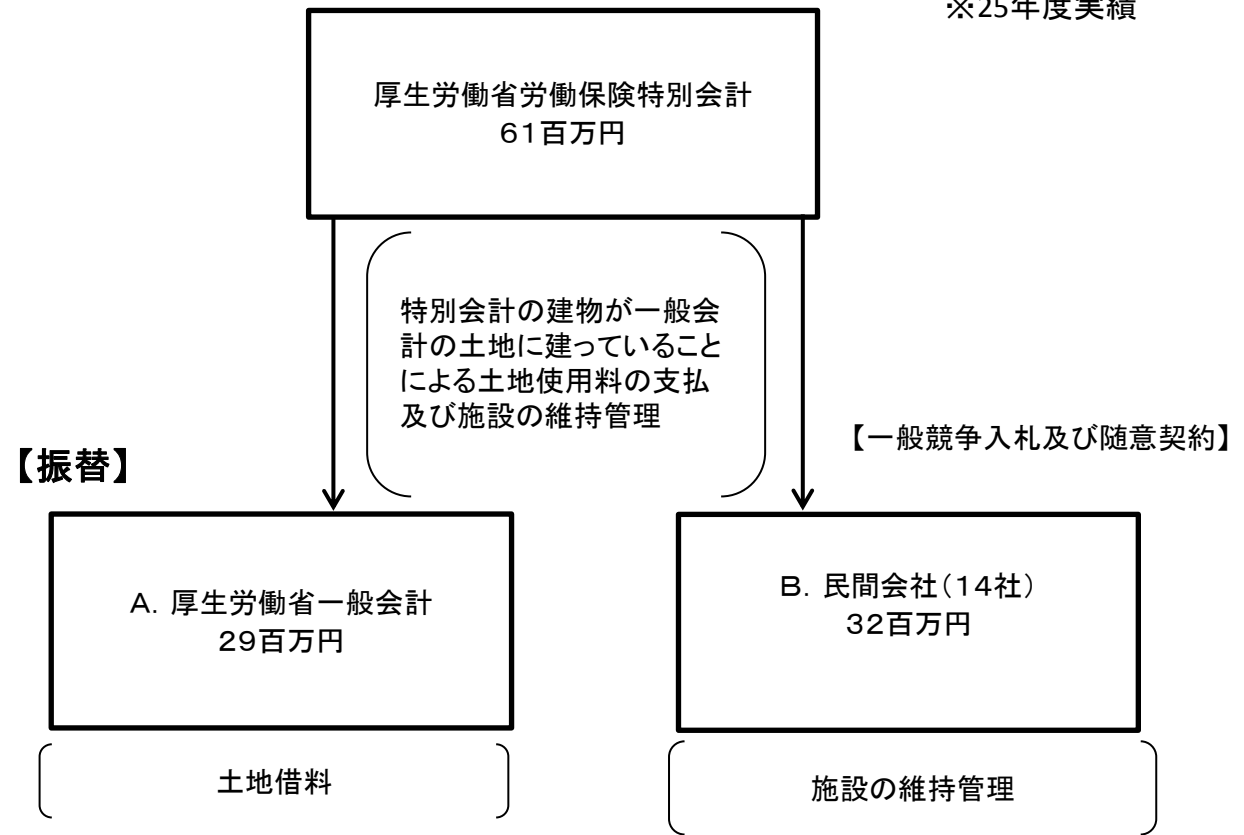 ※25年度実績
厚生労働省労働保険特別会計
61百万円
特別会計の建物が一般会
計の土地に建っていること
による土地使用料の支払
及び施設の維持管理
【一般競争入札及び随意契約】
【振替】
A．厚生労働省一般会計
29百万円
B．民間会社（14社）
32百万円
土地借料
施設の維持管理